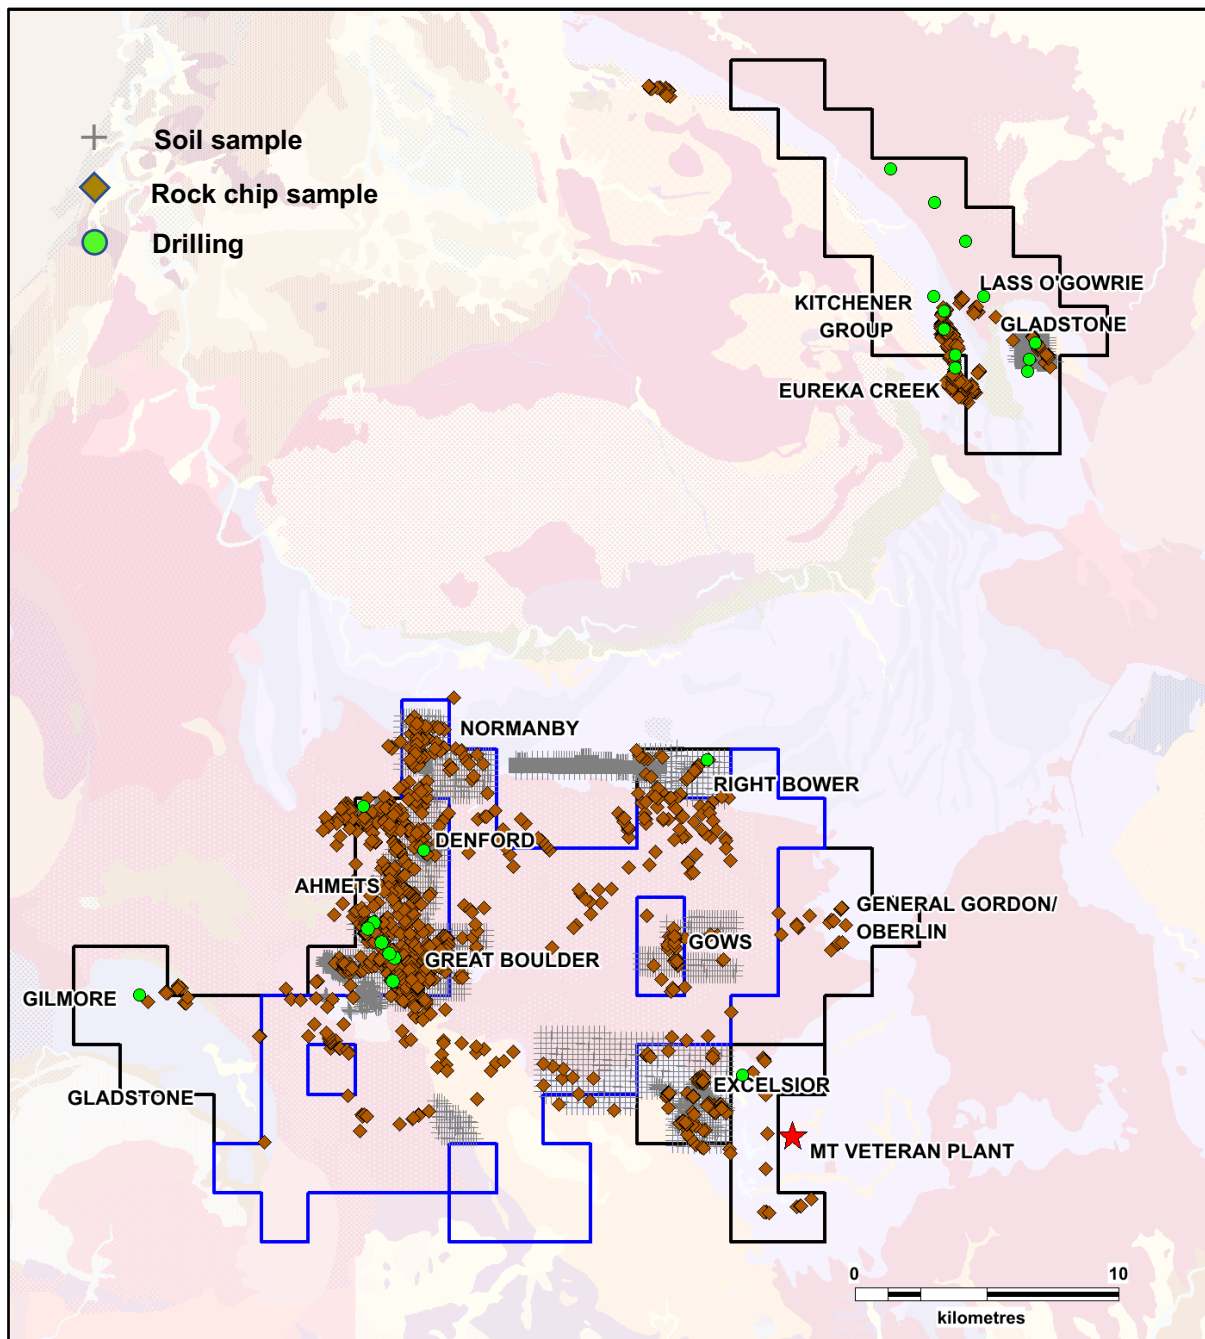 Soil sample
Rock chip sample
Drilling
LASS O'GOWRIE
KITCHENER
GROUP
GLADSTONE
EUREKA CREEK
NORMANBY
RIGHT BOWER
DENFORD
AHMETS
GENERAL GORDON/
OBERLIN
GOWS
GREAT BOULDER
GILMORE
EXCELSIOR
GLADSTONE
MT VETERAN PLANT
0 10
kilometres